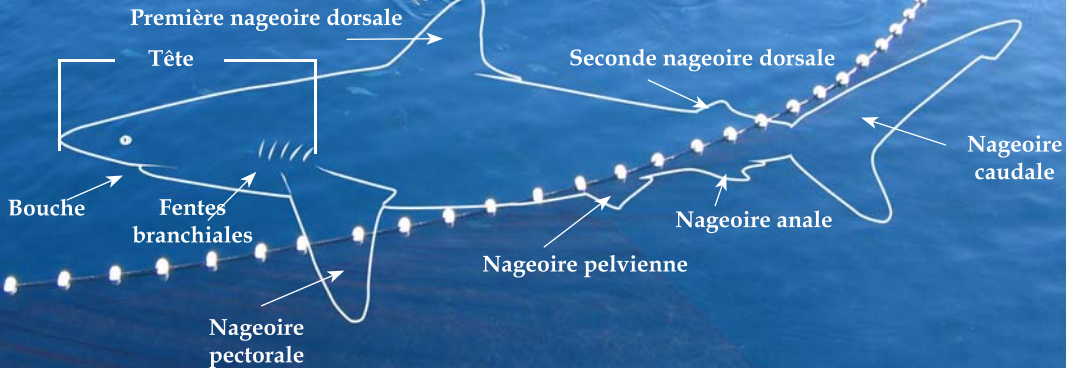 Première nageoire dorsale
Tête
Seconde nageoire dorsale
Nageoire
caudale
Bouche
Fentes
branchiales
Nageoire anale
Nageoire pelvienne
Nageoire
pectorale